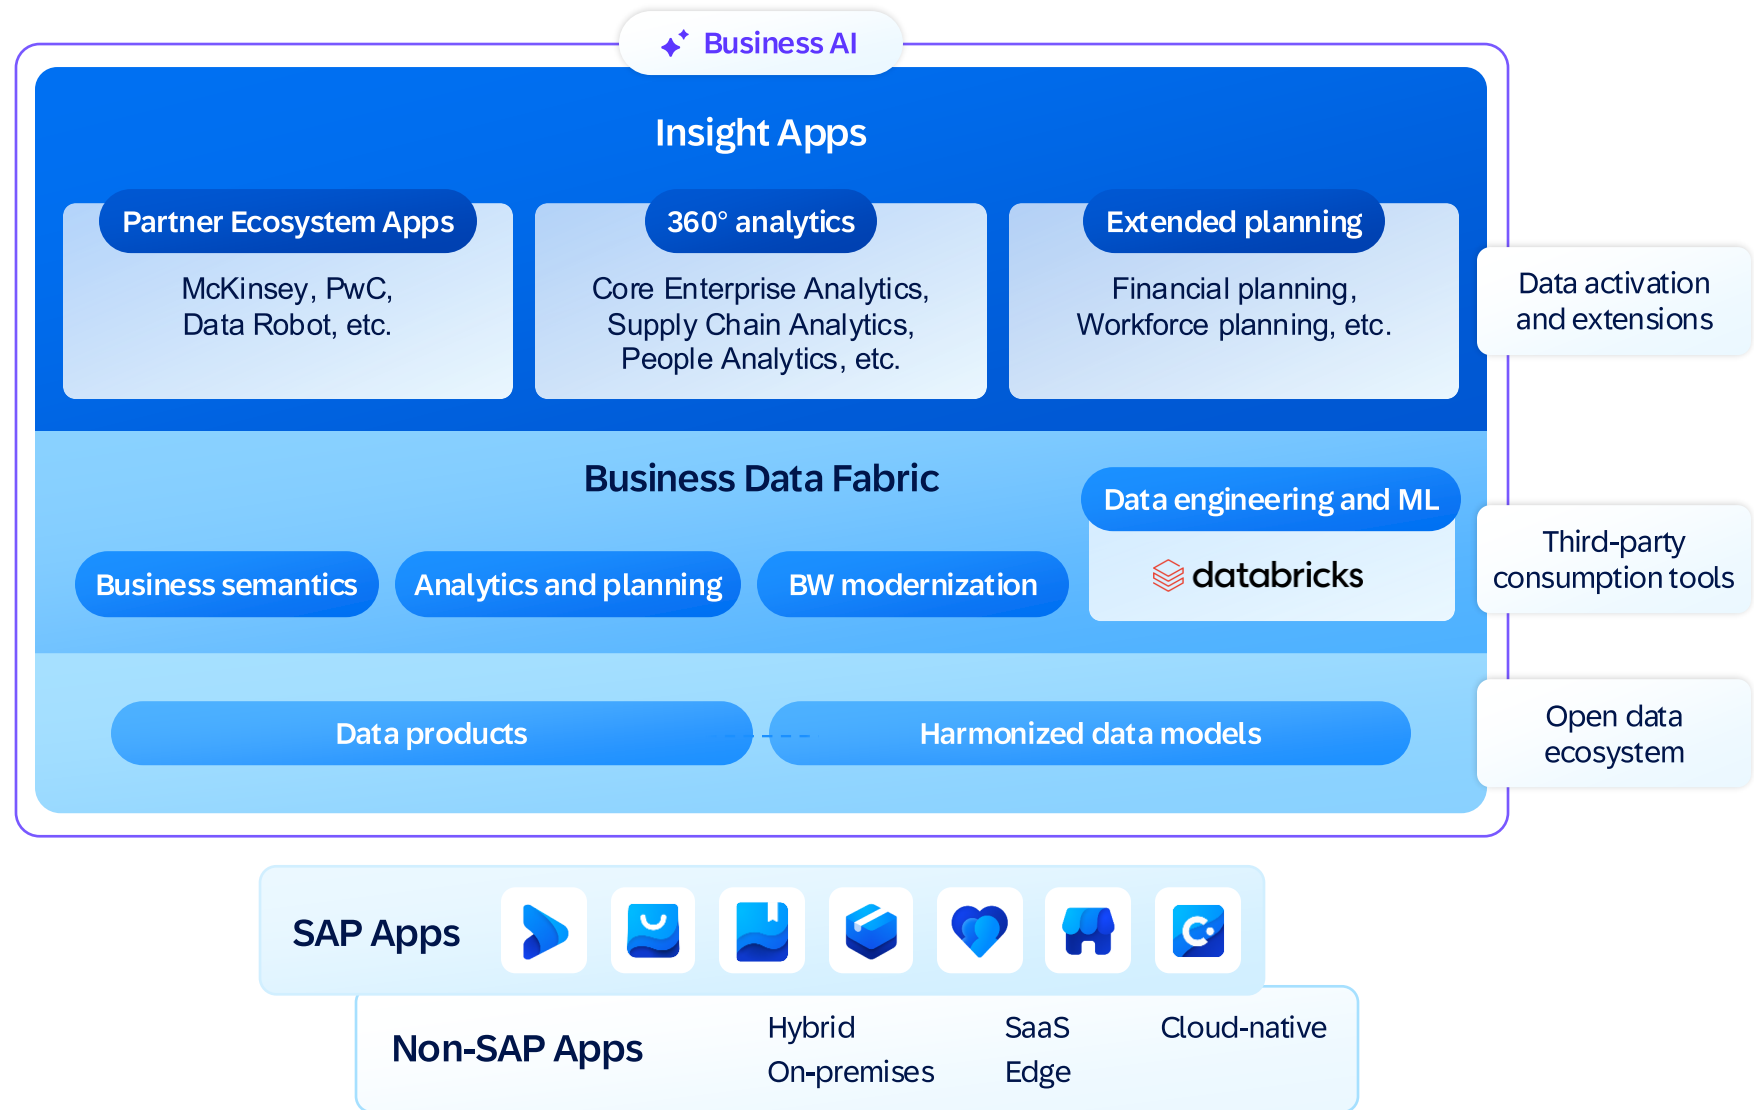 Business AI
Insight Apps
Partner Ecosystem Apps
McKinsey, PwC,
Data Robot, etc.
360° analytics
Core Enterprise Analytics,
Supply Chain Analytics,
People Analytics, etc.
Extended planning
Financial planning,
Workforce planning, etc.
Data activation
and extensions
Business Data Fabric
Business semantics
Analytics and planning
BW modernization
Data engineering and ML
databricks
Third-party
consumption tools
Data products
Harmonized data models
Open data
ecosystem
SAP Apps
Non-SAP Apps
Hybrid
On-premises
SaaS
Edge
Cloud-native